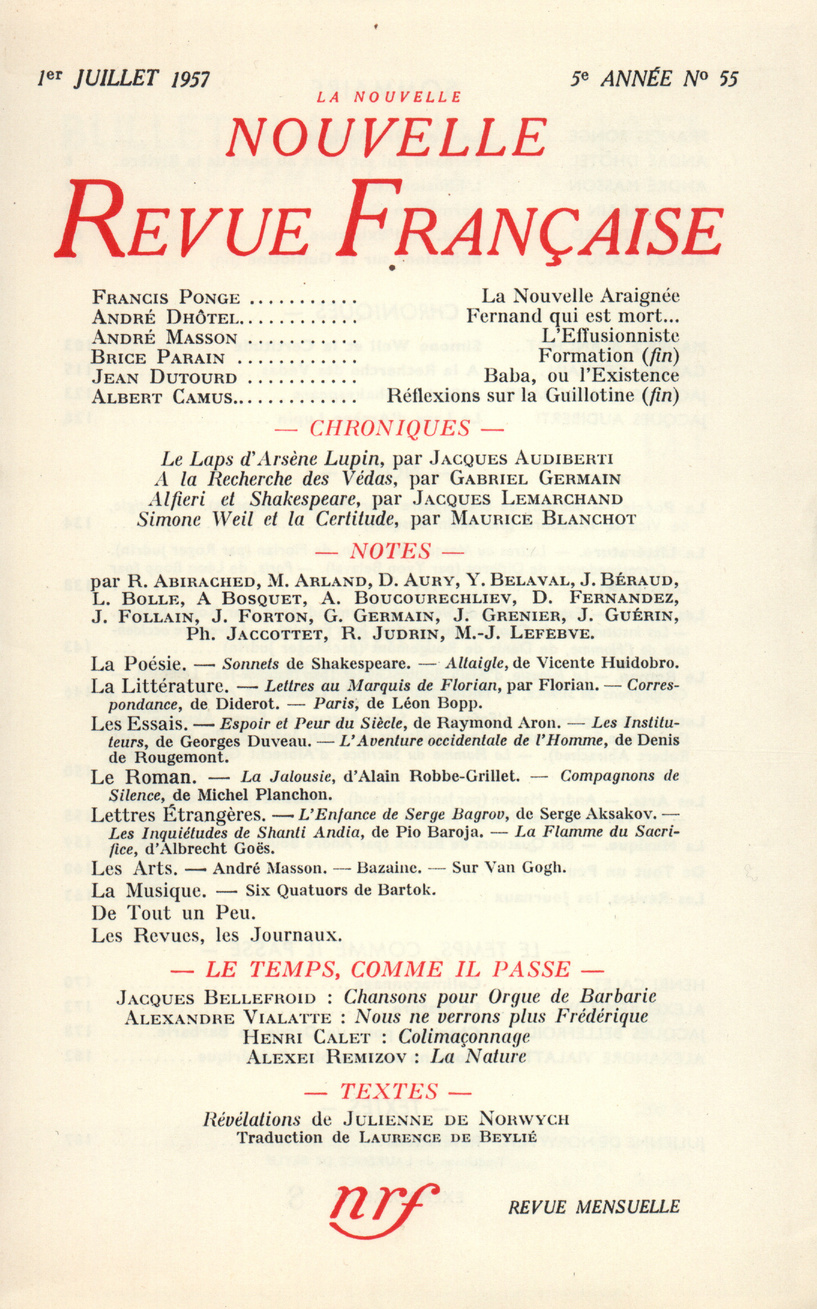 1er JUILLET 1957
5e ANNÉE No 55
LA NOUVELLE
NOUVELLE
REVUE FRANÇAISE
FRANCIS PONGE ........... La Nouvelle Araignée
ANDRÉ DHÔTEL............ Fernand qui est mort...
ANDRÉ MASSON ........... L'Effusionniste
BRICE PARAIN ............ Formation (fin)
JEAN DUTOURD ........... Baba, ou l'Existence
ALBERT CAMUS............. Réflexions sur la Guillotine (fin)
— CHRONIQUES —
Le Laps d'Arsène Lupin, par JACQUES AUDIBERTI
A la Recherche des Védas, par GABRIEL GERMAIN
Alfieri et Shakespeare, par JACQUES LEMARCHAND
Simone Weil et la Certitude, par MAURICE BLANCHOT
— NOTES —
par R. ABIRACHED, M. ARLAND, D. AURY, Y. BELAVAL, J. BÉRAUD,
L. BOLLE, A BOSQUET, A. BOUCOURECHLIEV, D. FERNANDEZ,
J. FOLLAIN, J. FORTON, G. GERMAIN, J. GRENIER, J. GUÉRIN,
Ph. JACCOTTET, R. JUDRIN, M.-J. LEFEBVE.
La Poésie. — Sonnets de Shakespeare. — Altaigle, de Vicente Huidobro.
La Littérature. — Lettres au Marquis de Florian, par Florian. — Corres-
pondance, de Diderot. — Paris, de Léon Bopp.
Les Essais. — Espoir et Peur du Siècle, de Raymond Aron. — Les Institu-
teurs, de Georges Duveau. — L'Aventure occidentale de l'Homme, de Denis
de Rougemont.
Le Roman. — La Jalousie, d'Alain Robbe-Grillet. — Compagnons de
Silence, de Michel Planchon.
Lettres Étrangères. — L'Enfance de Serge Bagrov, de Serge Aksakov. —
Les Inquiétudes de Shanti Andia, de Pio Baroja. — La Flamme du Sacri-
fice, d'Albrecht Goës.
Les Arts. — André Masson. — Bazaine. — Sur Van Gogh.
La Musique. — Six Quatuors de Bartok.
De Tout un Peu.
Les Revues, les Journaux.
— LE TEMPS, COMME IL PASSE —
JACQUES BELLEFROID : Chansons pour Orgue de Barbarie
ALEXANDRE VIALATTE : Nous ne verrons plus Frédérique
HENRI CALET : Colimaçonnage
ALEXEI REMIZOV : La Nature
— TEXTES —
Révélations de JULIENNE DE NORWYCH
Traduction de LAURENCE DE BEYLIÉ
nrf
REVUE MENSUELLE